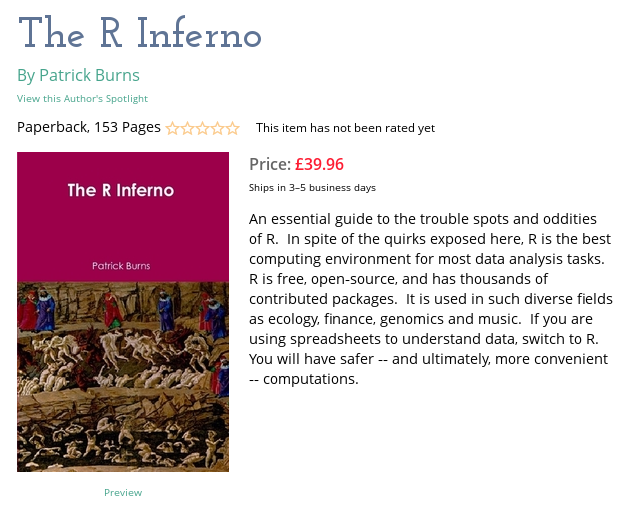 The R Inferno
By Patrick Burns
View this Author's Spotlight
Paperback, 153 Pages This item has not been rated yet
The R Inferno
Patrick Burns
Preview
Price: £39.96
Ships in 3–5 business days
An essential guide to the trouble spots and oddities
of R.  In spite of the quirks exposed here, R is the best
computing environment for most data analysis tasks.
R is free, open-source, and has thousands of
contributed packages.  It is used in such diverse fields
as ecology, finance, genomics and music.  If you are
using spreadsheets to understand data, switch to R.
You will have safer -- and ultimately, more convenient
-- computations.